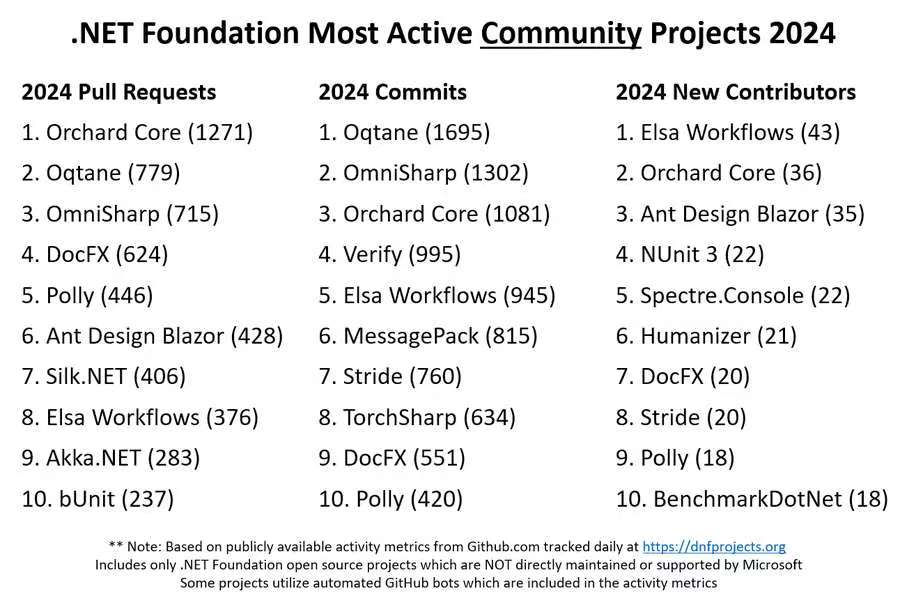 .NET Foundation Most Active Community Projects 2024
2024 Pull Requests
1. Orchard Core (1271)
2. Oqtane (779)
3. OmniSharp (715)
4. DocFX (624)
5. Polly (446)
6. Ant Design Blazor (428)
7. Silk.NET (406)
8. Elsa Workflows (376)
9. Akka.NET (283)
10. bUnit (237)
2024 Commits
1. Oqtane (1695)
2. OmniSharp (1302)
3. Orchard Core (1081)
4. Verify (995)
5. Elsa Workflows (945)
6. MessagePack (815)
7. Stride (760)
8. TorchSharp (634)
9. DocFX (551)
10. Polly (420)
2024 New Contributors
1. Elsa Workflows (43)
2. Orchard Core (36)
3. Ant Design Blazor (35)
4. NUnit 3 (22)
5. Spectre.Console (22)
6. Humanizer (21)
7. DocFX (20)
8. Stride (20)
9. Polly (18)
10. BenchmarkDotNet (18)
** Note: Based on publicly available activity metrics from Github.com tracked daily at https://dnfprojects.org
Includes only .NET Foundation open source projects which are NOT directly maintained or supported by Microsoft
Some projects utilize automated GitHub bots which are included in the activity metrics